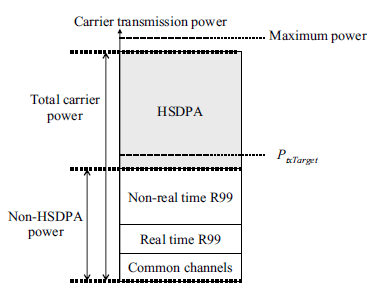 Carrier transmission power
Maximum power
Total carrier
power
HSDPA
PtxTarget
Non-real time R99
Non-HSDPA
power
Real time R99
Common channels